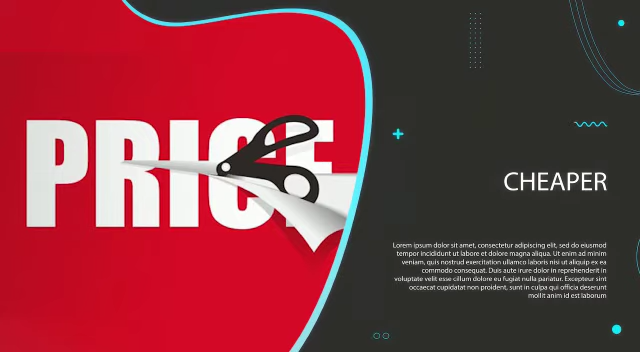 PRICE
CHEAPER
Lorem ipsum dolor sit amet, consectetur adipiscing elit, sed do eiusmod
tempor incididunt ut labore et dolore magna aliqua. Ut enim ad minim
veniam, quis nostrud exercitation ullamco laboris nisi ut aliquip ex ea
commodo consequat. Duis aute irure dolor in reprehenderit in
voluptate velit esse cillum dolore eu fugiat nulla pariatur. Excepteur sint
occaecat cupidatat non proident, sunt in culpa qui officia deserunt
mollit anim id est laborum